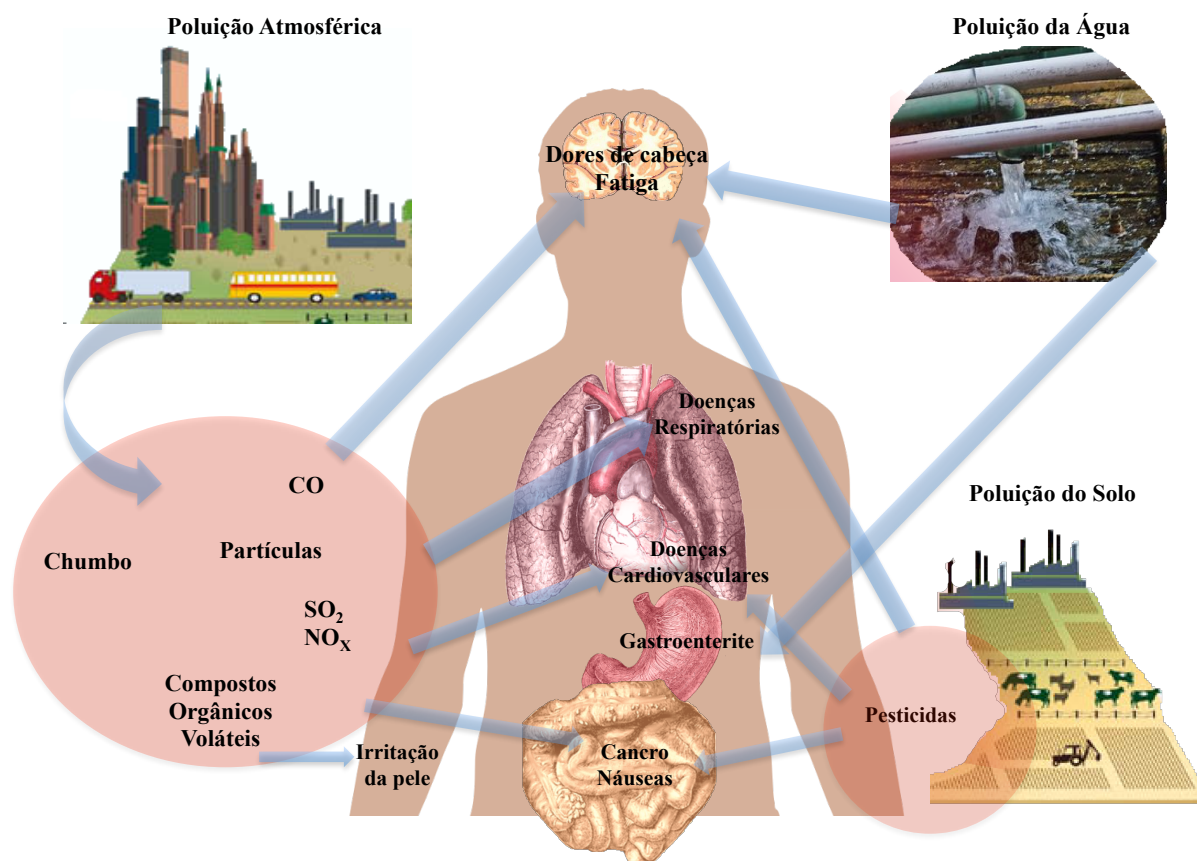 Poluição Atmosférica
Poluição da Água
Dores de cabeça
Fatiga
Doenças
Respiratórias
CO
Chumbo
Partículas
Poluição do Solo
Doenças
Cardiovasculares
SO₂
NOₓ
Gastroenterite
Compostos
Orgânicos
Voláteis
Pesticidas
Irritação
da pele
Cancro
Náuseas